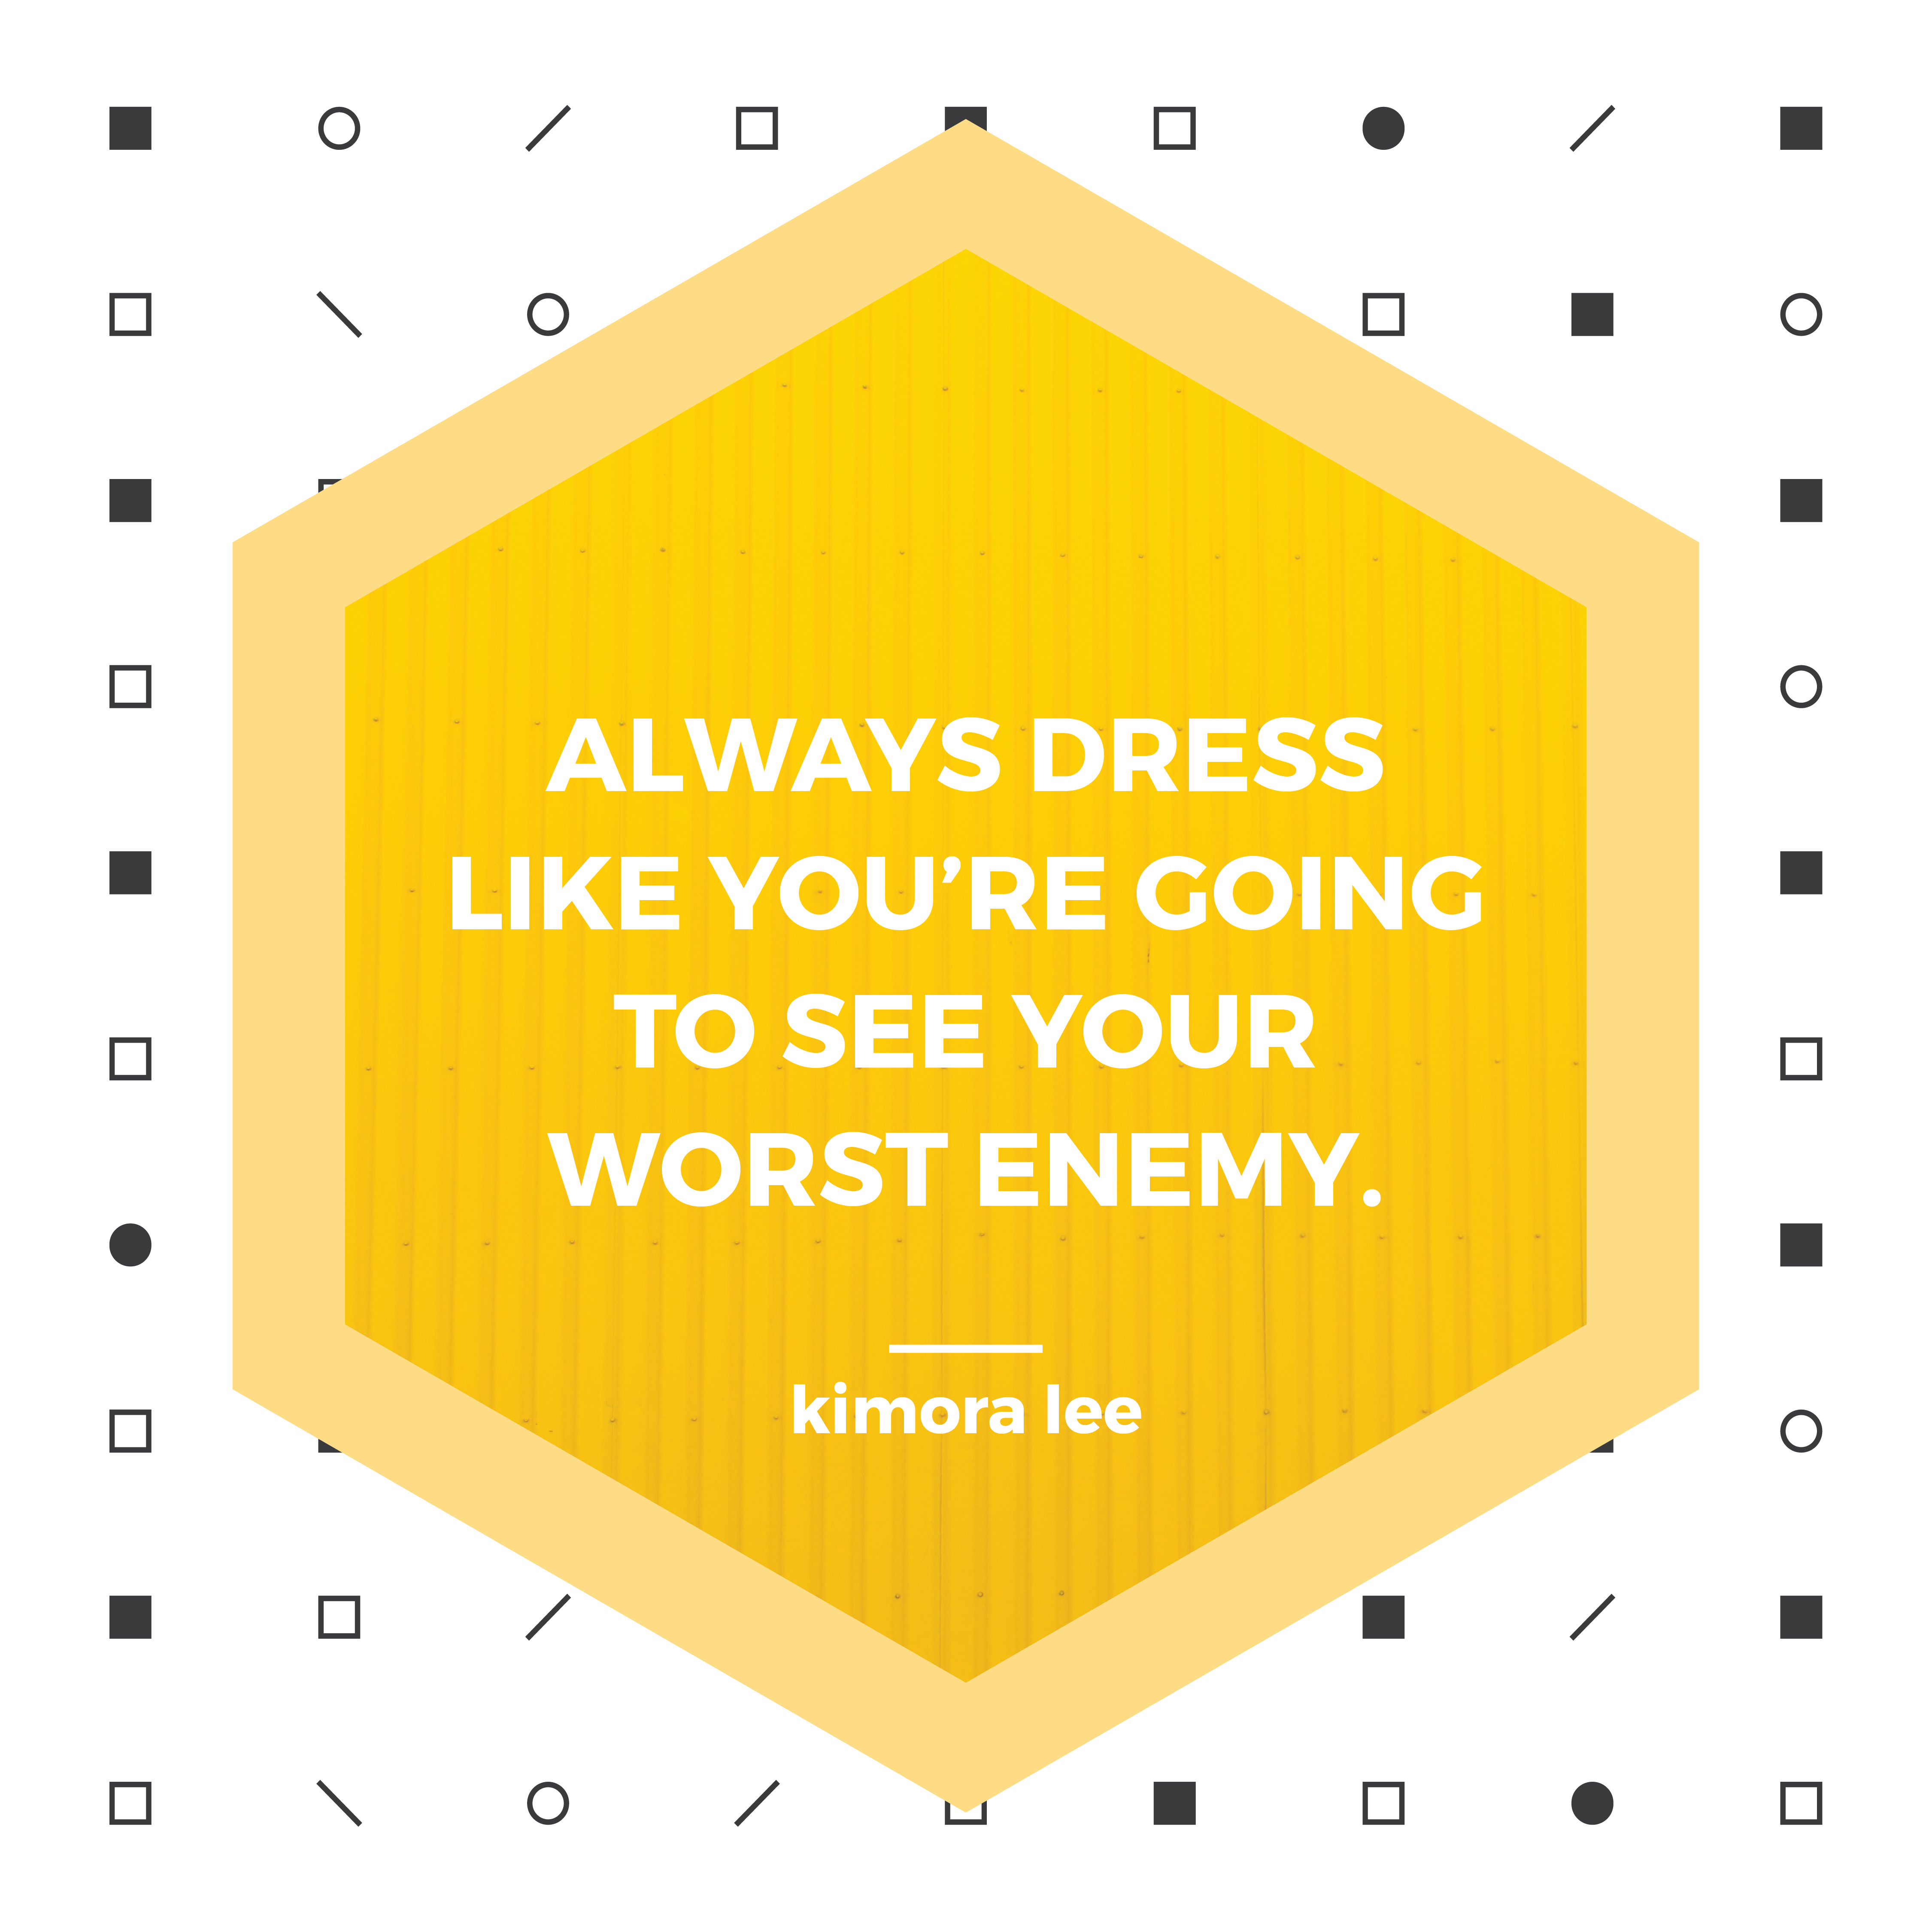 ALWAYS DRESS
LIKE YOU’RE GOING
TO SEE YOUR
WORST ENEMY.
kimora lee